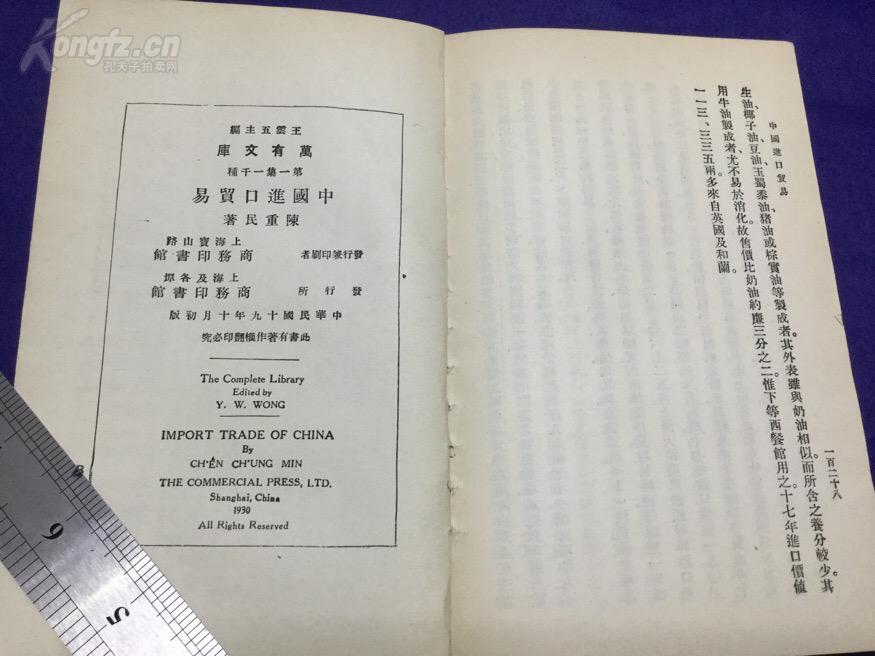 Kongfz.cn
孔夫子拍卖网
王雲五主編
萬有文庫
第一集一千種
中國進口貿易
陳重民著
上海寶山路
發行兼印刷者 商務印書館
上海及各埠
發行所 商務印書館
中華民國十九年十月初版
此書有著作權翻印必究
The Complete Library
Edited by
Y. W. WONG
IMPORT TRADE OF CHINA
By
CH'ÉN CH'UNG MIN
THE COMMERCIAL PRESS, LTD.
Shanghai, China
1930
All Rights Reserved
B
6
5
中國進口貿易
一百二十八
生油、椰子油、豆油、玉蜀黍油、豬油或棕實油等製成者。其外表雖與奶油相似。而所含之養分較少。其
用牛油製成者、尤不易於消化。故售價比奶油約廉三分之二。惟下等西餐館用之。十七年進口價值
一一三、三三五兩多來自英國及和蘭。